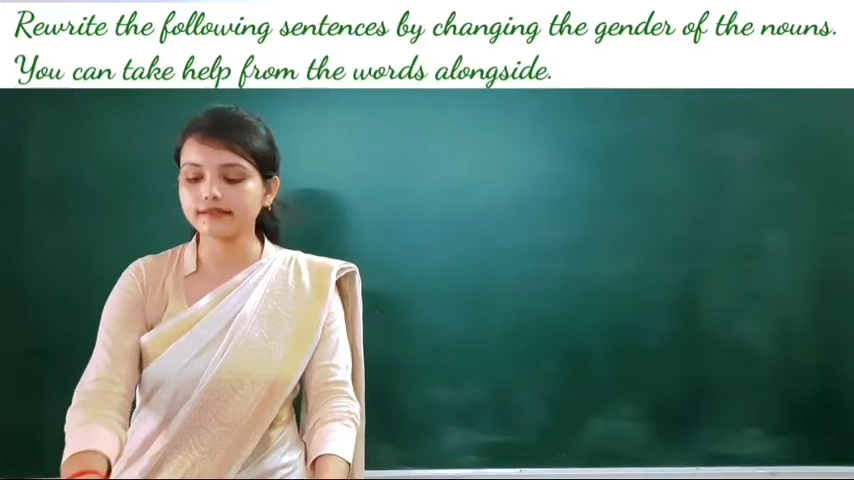 Rewrite the following sentences by changing the gender of the nouns.
You can take help from the words alongside.